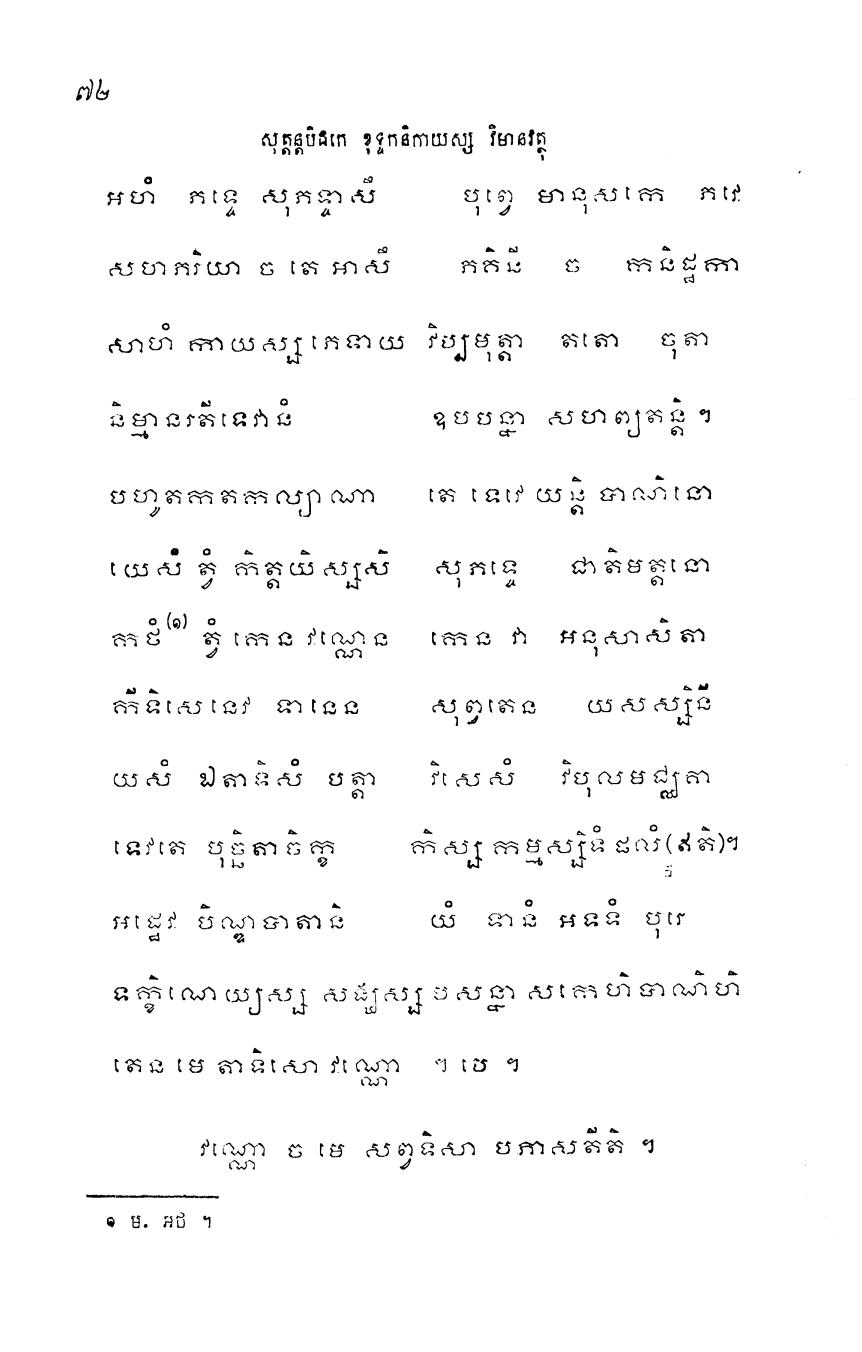 ៧២
សុត្តន្តបិដកេ ខុទ្ទកនិកាយស្ស វិមានវត្ថុ
អហំ ភទ្ទេ សុភទ្ទាសឹ បុព្វេ មានុសកេ ភវេ
សហភរិយា ច តេ អាសឹ ភគិនី ច កនិដ្ឋកា
សាហំ កាយស្ស ភេទាយ វិប្បមុត្តា តតោ ចុតា
និម្មានរតីទេវានំ ឧបបន្នា សហព្យតន្តិ ។
បហូតកតកល្យាណា តេ ទេវេ យន្តិ បាណិនោ
យេសំ ត្វំ កិត្តយិស្សសិ សុភទ្ទេ ជាតិមត្តនោ
កថំ(១) ត្វំ កេន វណ្ណេន កេន វា អនុសាសិតា
កីទិសេនេវ ទានេន សុព្វតេន យសស្សិនី
យសំ ឯតាទិសំ បត្តា វិសេសំ វិបុលមជ្ឈតា
ទេវតេ បុច្ឆិតាចិក្ខ កិស្ស កម្មស្សិទំ ផលំ(ឥតិ)។
អដ្ឋេវ បិណ្ឌបាតានិ យំ ទានំ អទទំ បុរេ
ទក្ខិណេយ្យស្ស សង្ឃស្ស បសន្នា សកេហិ បាណិហិ
តេន មេ តាទិសោ វណ្ណោ ។ បេ ។
វណ្ណោ ច មេ សព្វទិសា បភាសតីតិ ។
១ ម. អថ ។